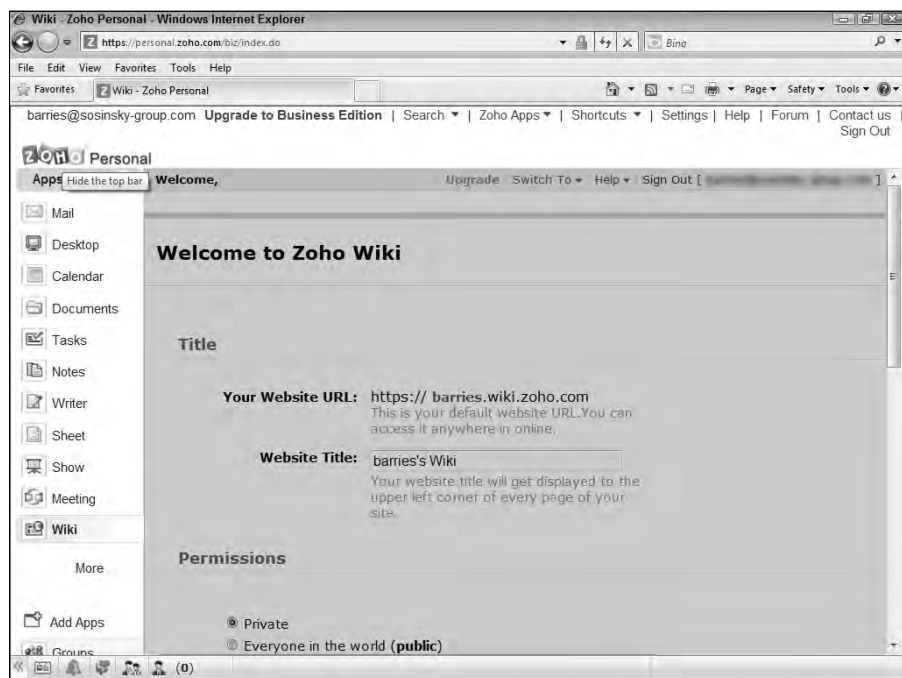 Wiki - Zoho Personal - Windows Internet Explorer
https://personal.zoho.com/biz/index.do
Bing
File Edit View Favorites Tools Help
Favorites Wiki - Zoho Personal Page Safety Tools
barries@sosinsky-group.com Upgrade to Business Edition | Search | Zoho Apps | Shortcuts | Settings | Help | Forum | Contact us |
Sign Out
ZOHO Personal
Apps Hide the top bar Welcome, Upgrade Switch To Help Sign Out [ ]
Mail
Desktop
Welcome to Zoho Wiki
Calendar
Documents
Tasks
Title
Notes
Writer
Your Website URL: https:// barries.wiki.zoho.com
This is your default website URL.You can
access it anywhere in online.
Sheet
Website Title: barries's Wiki
Show
Your website title will get displayed to the
upper left corner of every page of your
site.
Meeting
Wiki
Permissions
More
Add Apps
Private
Groups
Everyone in the world (public)
(0)